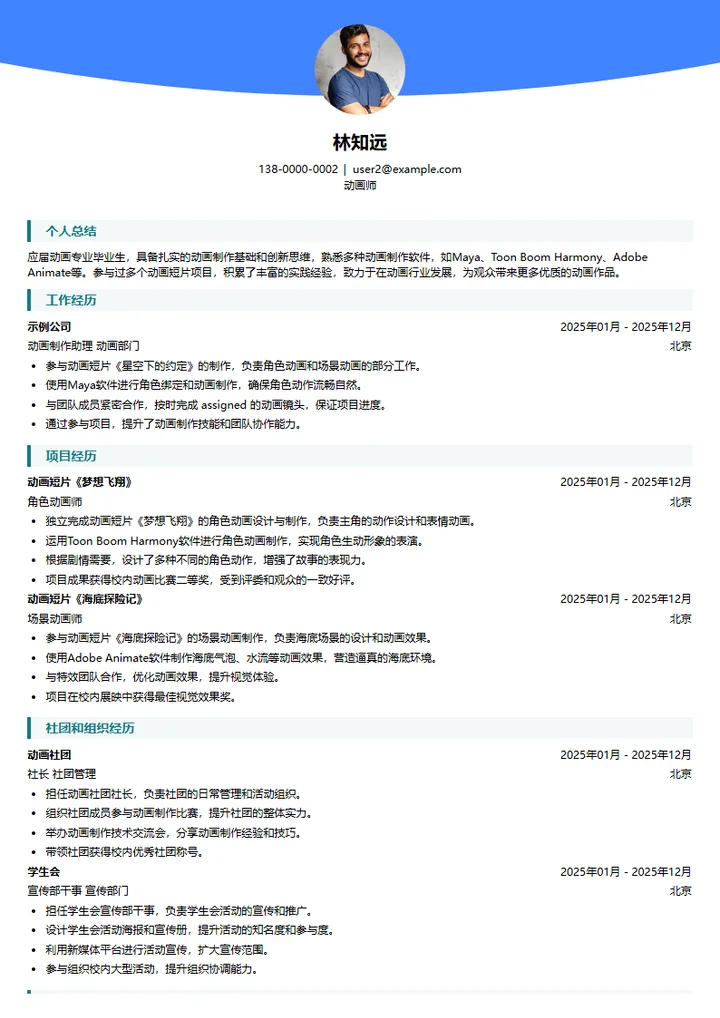 林知远
138-0000-0002 | user2@example.com
动画师
个人总结
应届动画专业毕业生，具备扎实的动画制作基础和创新思维，熟悉多种动画制作软件，如Maya、Toon Boom Harmony、Adobe
Animate等。参与过多个动画短片项目，积累了丰富的实践经验，致力于在动画行业发展，为观众带来更多优质的动画作品。
工作经历
示例公司 2025年01月 - 2025年12月
动画制作助理 动画部门 北京
• 参与动画短片《星空下的约定》的制作，负责角色动画和场景动画的部分工作。
• 使用Maya软件进行角色绑定和动画制作，确保角色动作流畅自然。
• 与团队成员紧密合作，按时完成 assigned 的动画镜头，保证项目进度。
• 通过参与项目，提升了动画制作技能和团队协作能力。
项目经历
动画短片《梦想飞翔》 2025年01月 - 2025年12月
角色动画师 北京
• 独立完成动画短片《梦想飞翔》的角色动画设计与制作，负责主角的动作设计和表情动画。
• 运用Toon Boom Harmony软件进行角色动画制作，实现角色生动形象的表演。
• 根据剧情需要，设计了多种不同的角色动作，增强了故事的表现力。
• 项目成果获得校内动画比赛二等奖，受到评委和观众的一致好评。
动画短片《海底探险记》 2025年01月 - 2025年12月
场景动画师 北京
• 参与动画短片《海底探险记》的场景动画制作，负责海底场景的设计和动画效果。
• 使用Adobe Animate软件制作海底气泡、水流等动画效果，营造逼真的海底环境。
• 与特效团队合作，优化动画效果，提升视觉体验。
• 项目在校内展映中获得最佳视觉效果奖。
社团和组织经历
动画社团 2025年01月 - 2025年12月
社长 社团管理 北京
• 担任动画社团社长，负责社团的日常管理和活动组织。
• 组织社团成员参与动画制作比赛，提升社团的整体实力。
• 举办动画制作技术交流会，分享动画制作经验和技巧。
• 带领社团获得校内优秀社团称号。
学生会 2025年01月 - 2025年12月
宣传部干事 宣传部门 北京
• 担任学生会宣传部干事，负责学生会活动的宣传和推广。
• 设计学生会活动海报和宣传册，提升活动的知名度和参与度。
• 利用新媒体平台进行活动宣传，扩大宣传范围。
• 参与组织校内大型活动，提升组织协调能力。